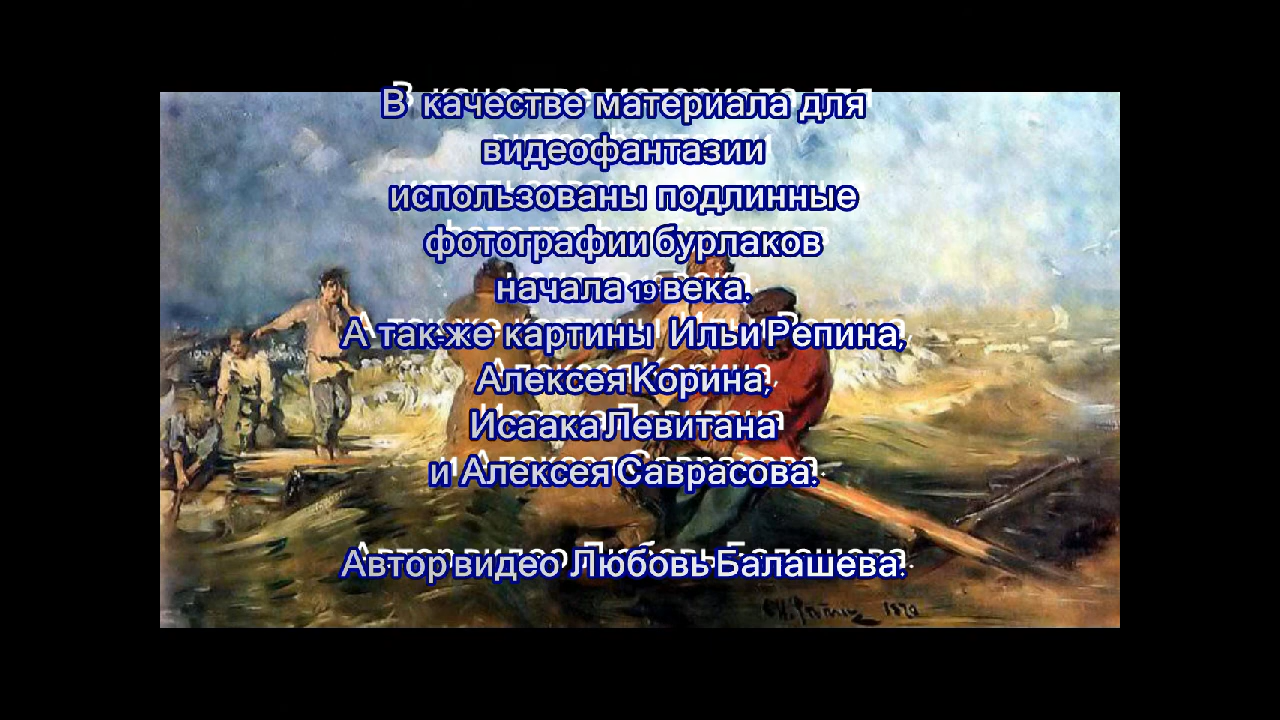 В качестве материала для
видеофантазии
использованы подлинные
фотографии бурлаков
начала 19 века.
А так-же картины Ильи Репина,
Алексея Корина,
Исаака Левитана
и Алексея Саврасова.
Автор видео Любовь Балашева.